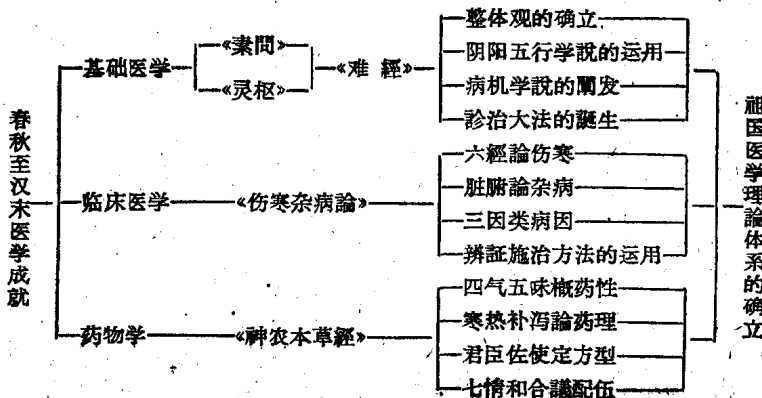 春秋至汉末医学成就
基础医学
《素問》
《灵枢》
《难經》
整体观的确立
阴阳五行学說的运用
病机学說的闡发
診治大法的誕生
临床医学
《伤寒杂病論》
六經論伤寒
脏腑論杂病
三因类病因
辨証施治方法的运用
药物学
《神农本草經》
四气五味概药性
寒热补泻論药理
君臣佐使定方型
七情和合議配伍
祖国医学理論体系的确立